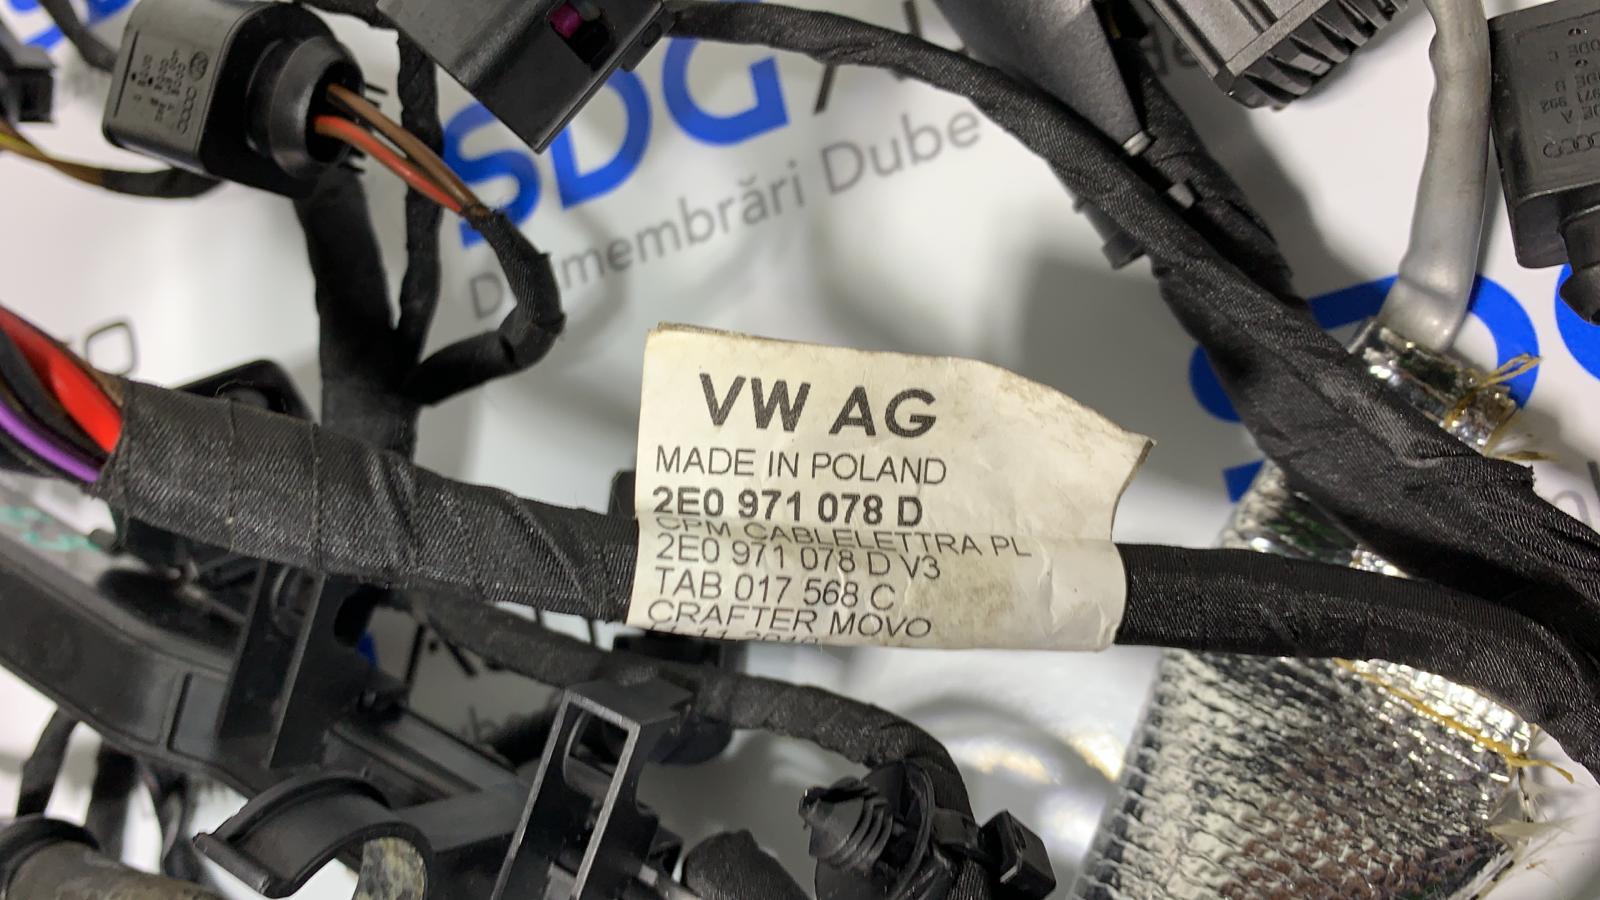 SDG
Dezmembrări Dube
VW AG
MADE IN POLAND
2E0 971 078 D
CPM CABLELETTRA PL
2E0 971 078 D V3
TAB 017 568 C
CRAFTER MOVO